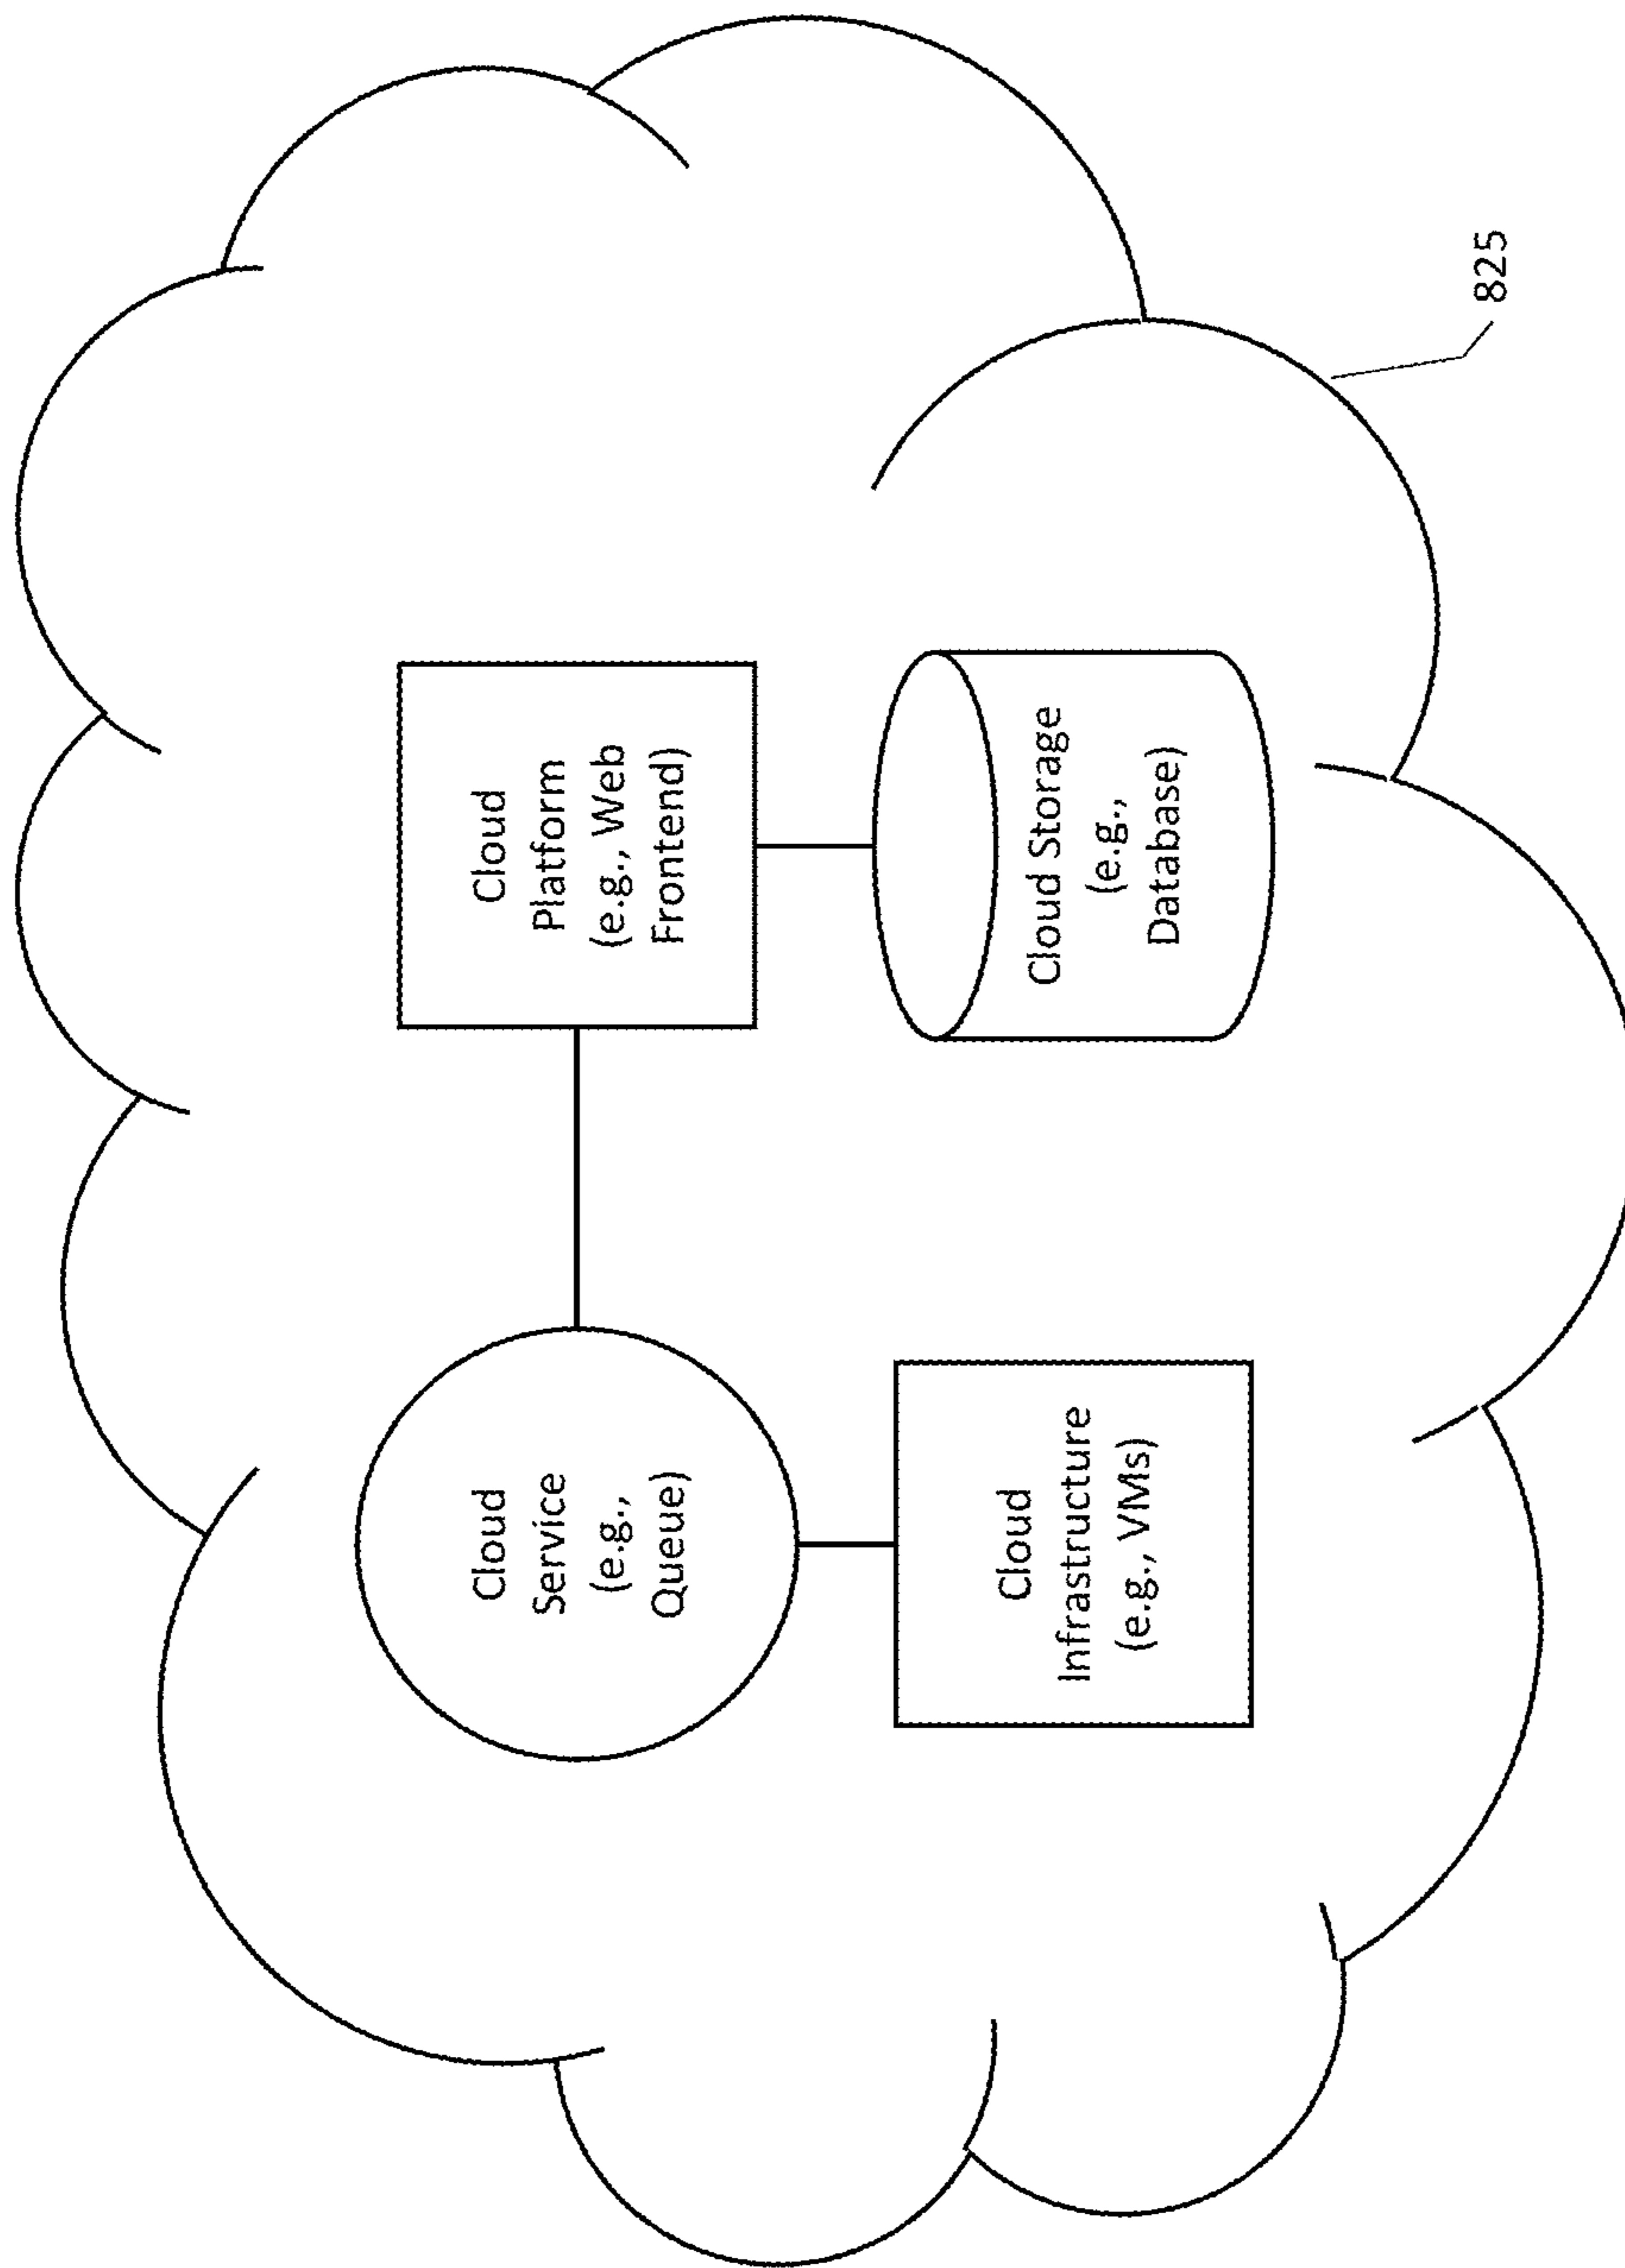 Cloud
Service
(e.g.,
Queue)
Cloud
Platform
(e.g., Web
Frontend)
Cloud
Infrastructure
(e.g., VMs)
Cloud Storage
(e.g.,
Database)
825